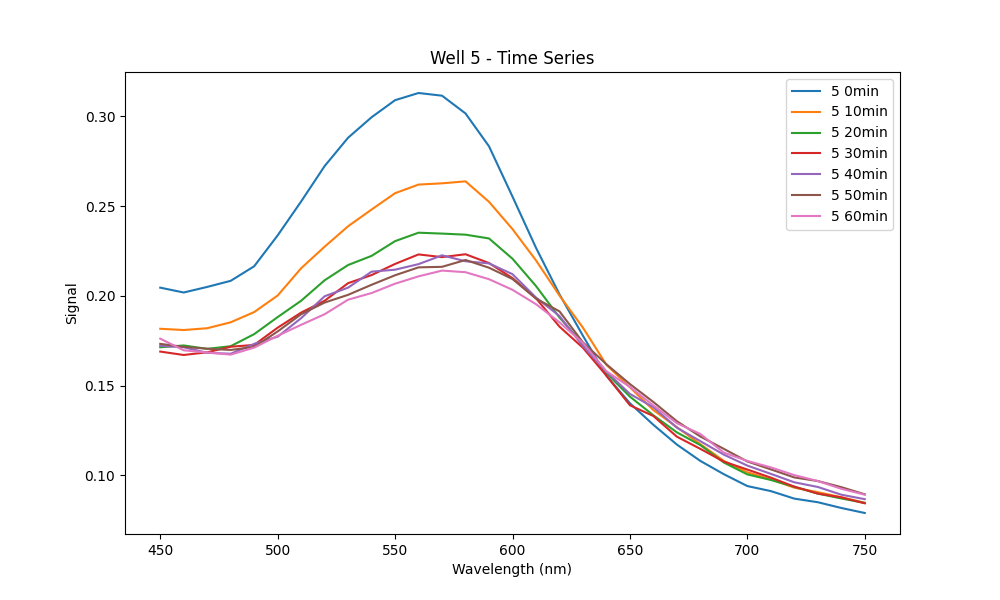 Well 5 - Time Series
Signal
0.30
0.25
0.20
0.15
0.10
5 0min
5 10min
5 20min
5 30min
5 40min
5 50min
5 60min
450 500 550 600 650 700 750
Wavelength (nm)